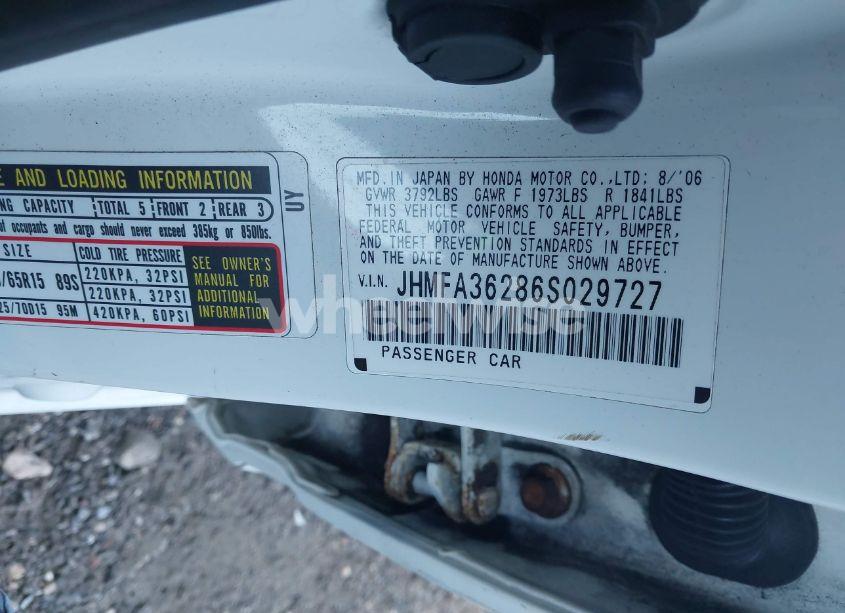 E AND LOADING INFORMATION
NG CAPACITY TOTAL 5 FRONT 2 REAR 3
of occupants and cargo should never exceed 385kg or 850lbs.
SIZE COLD TIRE PRESSURE
/65R15 89S 220KPA, 32PSI
220KPA, 32PSI
25/70D15 95M 420KPA, 60PSI
SEE OWNER'S
MANUAL FOR
ADDITIONAL
INFORMATION
UY
MFD. IN JAPAN BY HONDA MOTOR CO.,LTD: 8/'06
GVWR 3792LBS GAWR F 1973LBS R 1841LBS
THIS VEHICLE CONFORMS TO ALL APPLICABLE
FEDERAL MOTOR VEHICLE SAFETY, BUMPER,
AND THEFT PREVENTION STANDARDS IN EFFECT
ON THE DATE OF MANUFACTURE SHOWN ABOVE.
V.I.N. JHMFA36286S029727
PASSENGER CAR
wheelwise